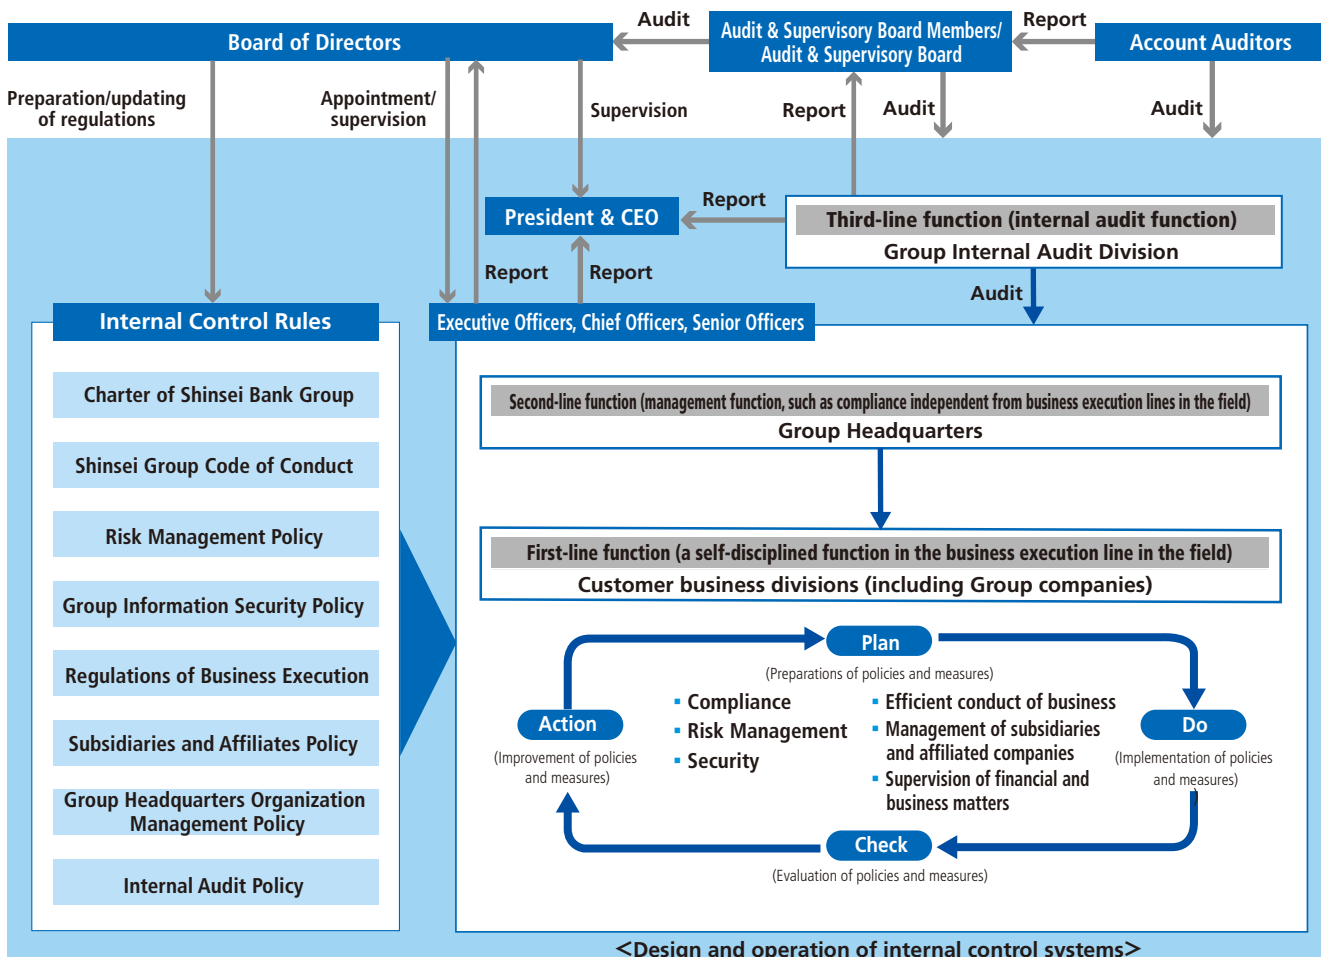 Board of Directors
Audit
Audit & Supervisory Board Members/
Audit & Supervisory Board
Report
Account Auditors
Preparation/updating
of regulations
Appointment/
supervision
Supervision
Report
Audit
Audit
President & CEO
Report
Third-line function (internal audit function)
Group Internal Audit Division
Report
Report
Audit
Internal Control Rules
Executive Officers, Chief Officers, Senior Officers
Charter of Shinsei Bank Group
Shinsei Group Code of Conduct
Risk Management Policy
Group Information Security Policy
Regulations of Business Execution
Subsidiaries and Affiliates Policy
Group Headquarters Organization
Management Policy
Internal Audit Policy
Second-line function (management function, such as compliance independent from business execution lines in the field)
Group Headquarters
First-line function (a self-disciplined function in the business execution line in the field)
Customer business divisions (including Group companies)
Plan
(Preparations of policies and measures)
▪ Compliance
▪ Risk Management
▪ Security
▪ Efficient conduct of business
▪ Management of subsidiaries
and affiliated companies
▪ Supervision of financial and
business matters
Action
(Improvement of policies
and measures)
Do
(Implementation of policies
and measures)
)
Check
(Evaluation of policies and measures)
<Design and operation of internal control systems>